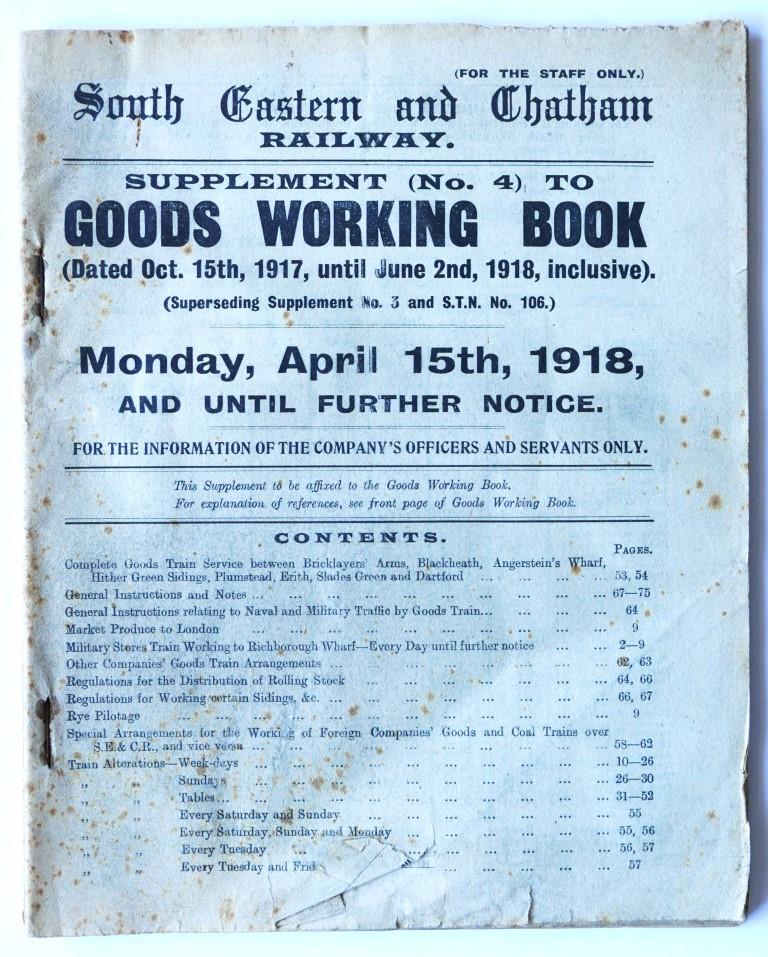 (FOR THE STAFF ONLY.)
South Eastern and Chatham
RAILWAY.
SUPPLEMENT (No. 4) TO
GOODS WORKING BOOK
(Dated Oct. 15th, 1917, until June 2nd, 1918, inclusive).
(Superseding Supplement No. 3 and S.T.N. No. 106.)
Monday, April 15th, 1918,
AND UNTIL FURTHER NOTICE.
FOR THE INFORMATION OF THE COMPANY'S OFFICERS AND SERVANTS ONLY.
This Supplement to be affixed to the Goods Working Book.
For explanation of references, see front page of Goods Working Book.
CONTENTS.
PAGES.
Complete Goods Train Service between Bricklayers' Arms, Blackheath, Angerstein's Wharf,
Hither Green Sidings, Plumstead, Erith, Slades Green and Dartford ... ... ... ... 53, 54
General Instructions and Notes ... ... ... ... ... ... ... ... ... ... 67—75
General Instructions relating to Naval and Military Traffic by Goods Train... ... ... ... 64
Market Produce to London ... ... ... ... ... ... ... ... ... ... 9
Military Stores Train Working to Richborough Wharf—Every Day until further notice ... ... 2—9
Other Companies' Goods Train Arrangements ... ... ... ... ... ... ... ... 62, 63
Regulations for the Distribution of Rolling Stock ... ... ... ... ... ... ... 64, 66
Regulations for Working certain Sidings, &c. ... ... ... ... ... ... ... ... 66, 67
Rye Pilotage ... ... ... ... ... ... ... ... ... ... ... ... 9
Special Arrangements for the Working of Foreign Companies' Goods and Coal Trains over
S.E. & C.R., and vice versa ... ... ... ... ... ... ... ... ... ... 58—62
Train Alterations—Week-days ... ... ... ... ... ... ... ... ... ... 10—26
„ „ Sundays ... ... ... ... ... ... ... ... ... ... 26—30
„ „ Tables ... ... ... ... ... ... ... ... ... ... 31—52
„ „ Every Saturday and Sunday ... ... ... ... ... ... ... 55
„ „ Every Saturday, Sunday and Monday ... ... ... ... ... ... 55, 56
„ „ Every Tuesday ... ... ... ... ... ... ... ... 56, 57
„ „ Every Tuesday and ... ... ... ... ... 57